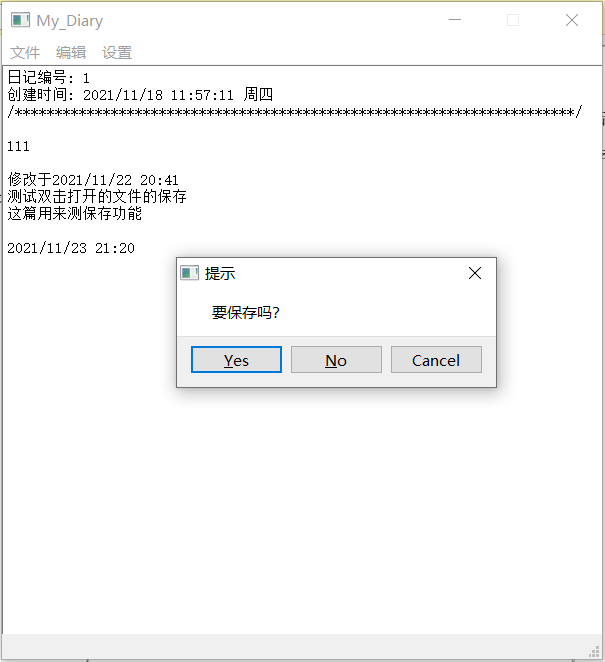 My_Diary
文件 编辑 设置
日记编号: 1
创建时间: 2021/11/18 11:57:11 周四
/**********************************************************************/
111
修改于2021/11/22 20:41
测试双击打开的文件的保存
这篇用来测保存功能
2021/11/23 21:20
提示
要保存吗?
Yes No Cancel